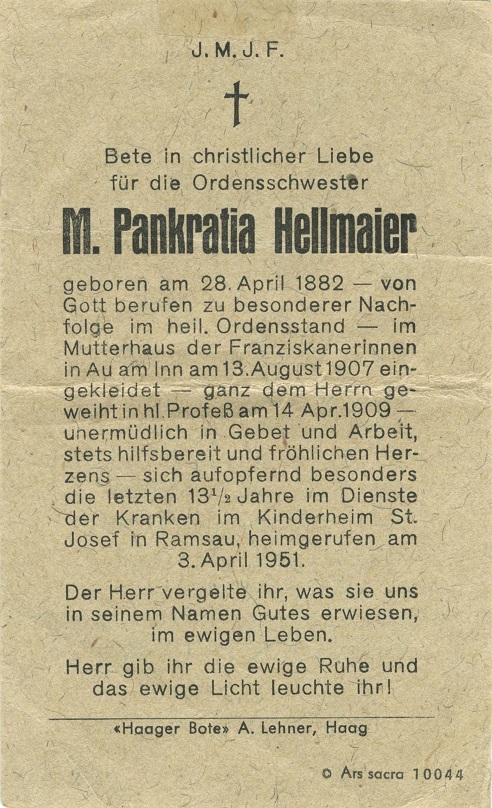 J. M. J. F.
Bete in christlicher Liebe
für die Ordensschwester
M. Pankratia Hellmaier
geboren am 28. April 1882 — von
Gott berufen zu besonderer Nach-
folge im heil. Ordensstand — im
Mutterhaus der Franziskanerinnen
in Au am Inn am 13. August 1907 ein-
gekleidet — ganz dem Herrn ge-
weiht in hl. Profeß am 14 Apr. 1909 —
unermüdlich in Gebet und Arbeit,
stets hilfsbereit und fröhlichen Her-
zens — sich aufopfernd besonders
die letzten 13½ Jahre im Dienste
der Kranken im Kinderheim St.
Josef in Ramsau, heimgerufen am
3. April 1951.
Der Herr vergelte ihr, was sie uns
in seinem Namen Gutes erwiesen,
im ewigen Leben.
Herr gib ihr die ewige Ruhe und
das ewige Licht leuchte ihr!
«Haager Bote» A. Lehner, Haag
© Ars sacra 10044